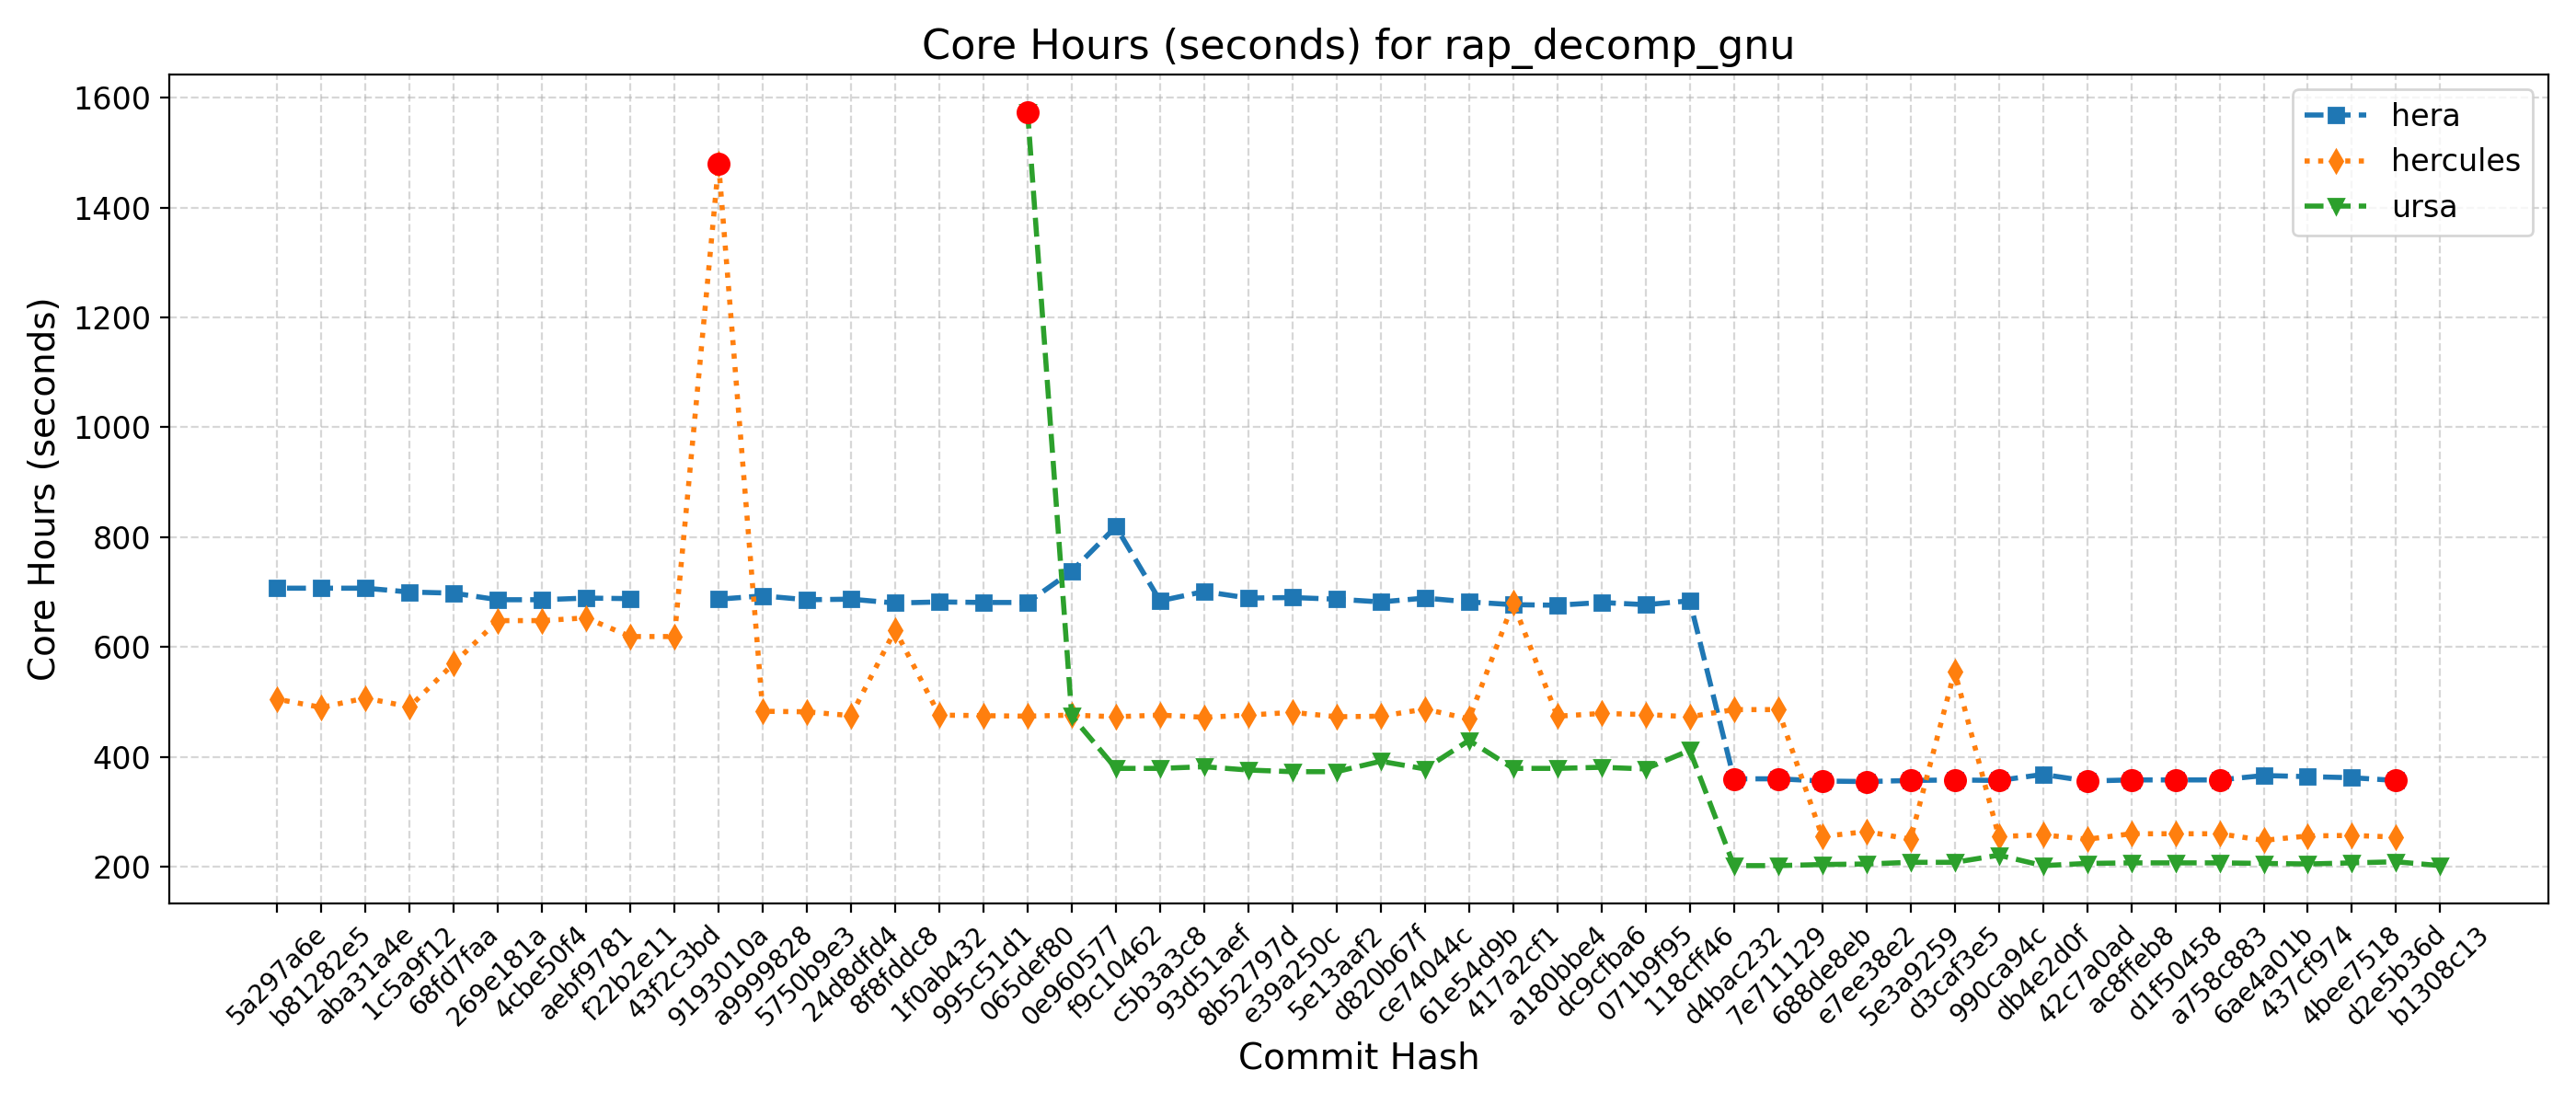 Core Hours (seconds) for rap_decomp_gnu
hera
hercules
ursa
Core Hours (seconds)
1600
1400
1200
1000
800
600
400
200
5a297a6e
b81282e5
aba31a4e
1c5a9f12
68fd7faa
269e181a
4cbe50f4
aebf9781
f22b2e11
43f2c3bd
9193010a
a9999828
5750b9e3
24d8dfd4
8f8fddc8
1f0ab432
995c51d1
065def80
0e960577
f9c10462
c5b3a3c8
93d51aef
8b52797d
e39a250c
5e13aaf2
d820b67f
ce74044c
61e54d9b
417a2cf1
a180bbe4
dc9cfba6
071b9f95
118cff46
d4bac232
7e711129
688de8eb
e7ee38e2
5e3a9259
d3caf3e5
990ca94c
db4e2d0f
42c7a0ad
ac8ffeb8
d1f50458
a758c883
6ae4a01b
437cf974
4bee7518
d2e5b36d
b1308c13
Commit Hash